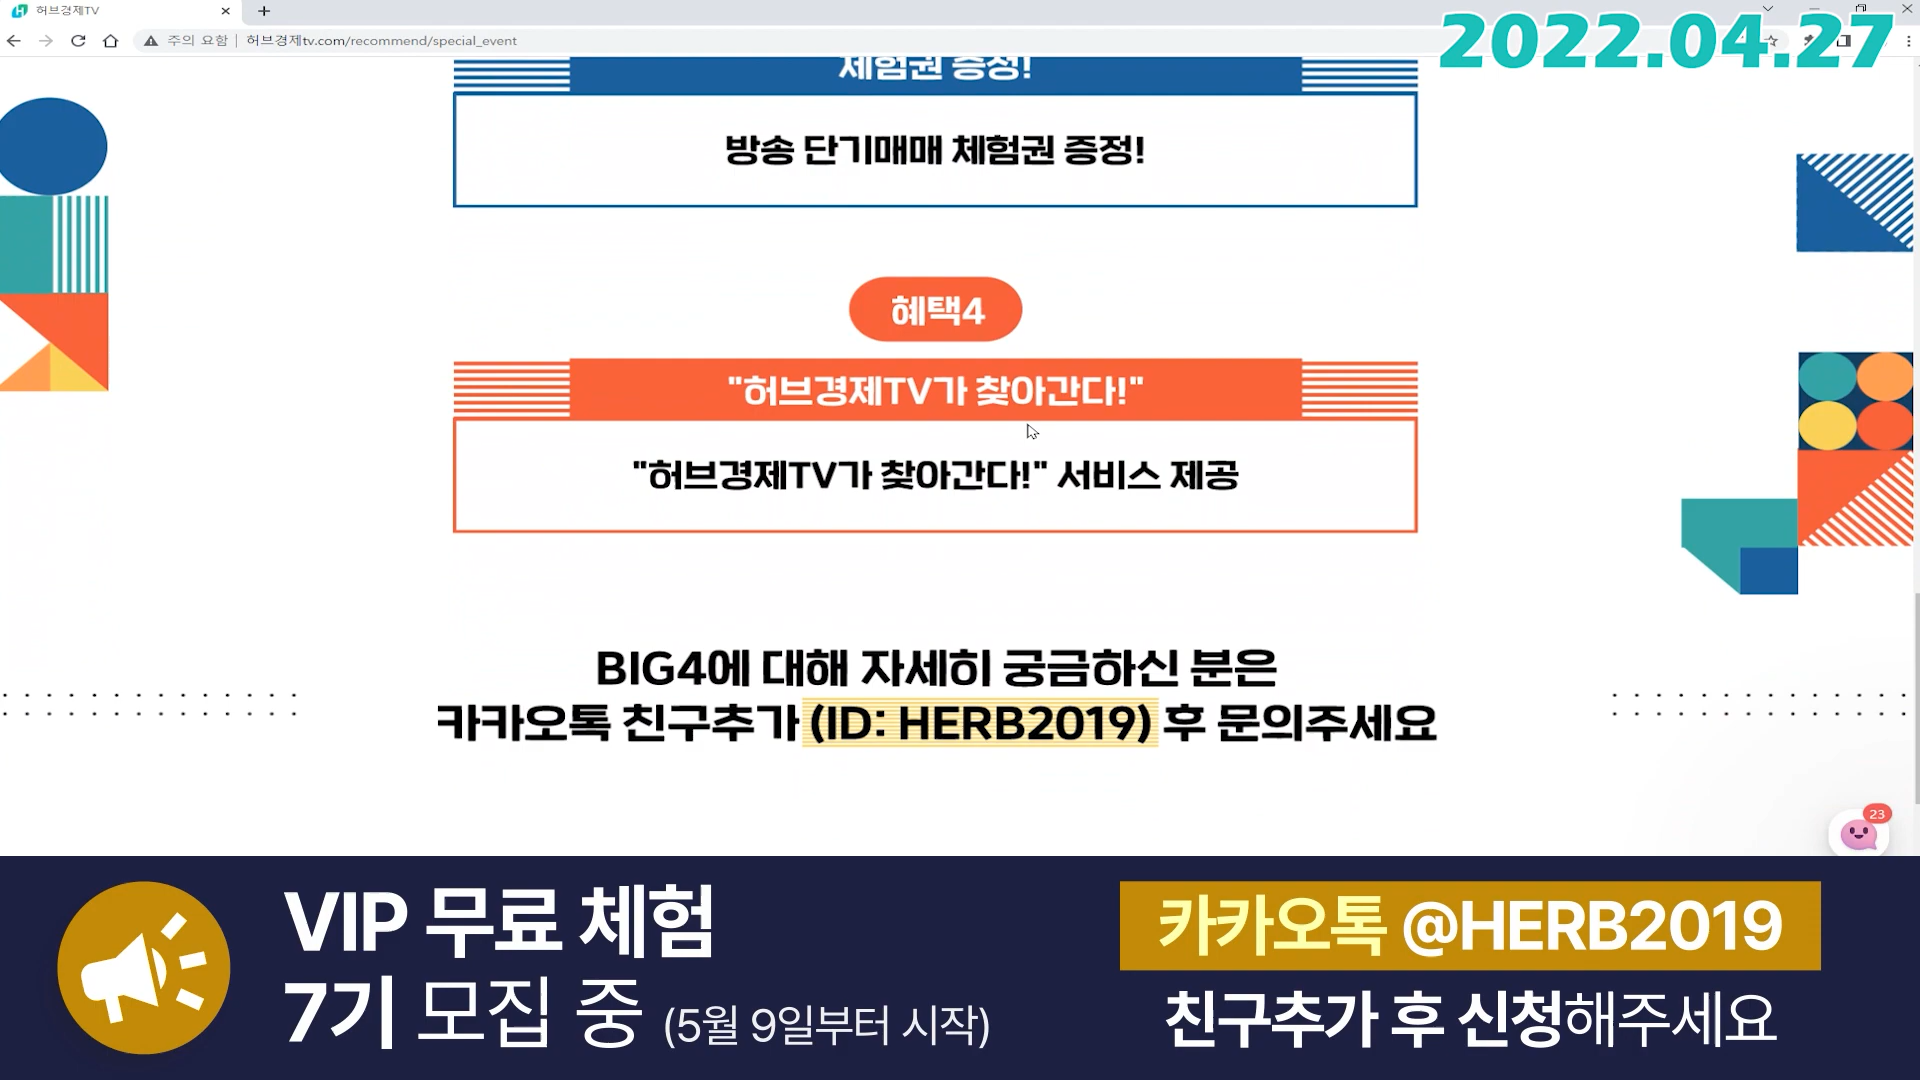 허브경제TV
주의 요함 | 허브경제tv.com/recommend/special_event
2022.04.27
체험권 증정!
방송 단기매매 체험권 증정!
혜택4
"허브경제TV가 찾아간다!"
"허브경제TV가 찾아간다!" 서비스 제공
BIG4에 대해 자세히 궁금하신 분은
카카오톡 친구추가 (ID: HERB2019) 후 문의주세요
23
VIP 무료 체험
7기 모집 중 (5월 9일부터 시작)
카카오톡 @HERB2019
친구추가 후 신청해주세요